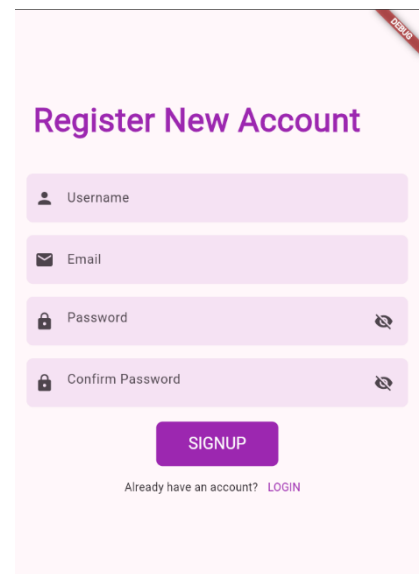 DEBUG
Register New Account
Username
Email
Password
Confirm Password
SIGNUP
Already have an account? LOGIN